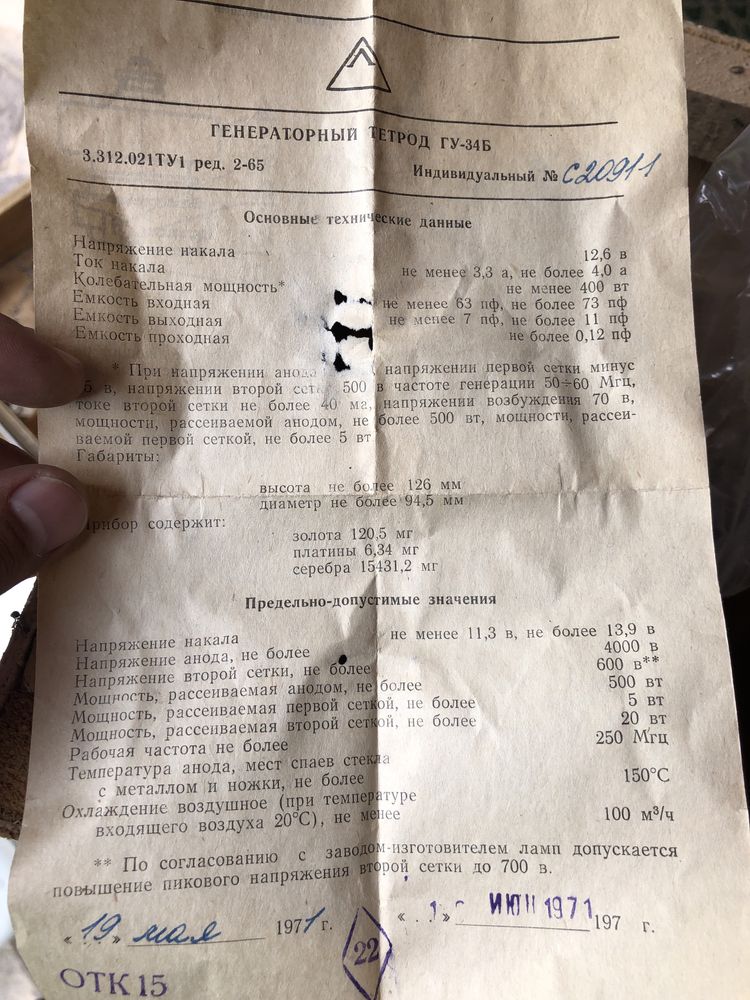 ГЕНЕРАТОРНЫЙ ТЕТРОД ГУ-34Б
3.312.021ТУ1 ред. 2-65
Индивидуальный № С20911
Основные технические данные
Напряжение накала 12,6 в
Ток накала не менее 3,3 а, не более 4,0 а
Колебательная мощность* не менее 400 вт
Емкость входная не менее 63 пф, не более 73 пф
Емкость выходная не менее 7 пф, не более 11 пф
Емкость проходная не более 0,12 пф
* При напряжении анода напряжении первой сетки минус
в, напряжении второй сетки 500 в частоте генерации 50÷60 Мгц,
токе второй сетки не более 40 ма, напряжении возбуждения 70 в,
мощности, рассеиваемой анодом, не более 500 вт, мощности, рассеи-
ваемой первой сеткой, не более 5 вт
Габариты:
высота не более 126 мм
диаметр не более 94,5 мм
Прибор содержит:
золота 120,5 мг
платины 6,34 мг
серебра 15431,2 мг
Предельно-допустимые значения
Напряжение накала не менее 11,3 в, не более 13,9 в
Напряжение анода, не более 4000 в
Напряжение второй сетки, не более 600 в**
Мощность, рассеиваемая анодом, не более 500 вт
Мощность, рассеиваемая первой сеткой, не более 5 вт
Мощность, рассеиваемая второй сеткой, не более 20 вт
Рабочая частота не более 250 Мгц
Температура анода, мест спаев стекла
с металлом и ножки, не более 150°С
Охлаждение воздушное (при температуре
входящего воздуха 20°С), не менее 100 м³/ч
** По согласованию с заводом-изготовителем ламп допускается
повышение пикового напряжения второй сетки до 700 в.
« 19 » мая 1971 г.
« » ИЮН 1971 197 г.
22
ОТК 15